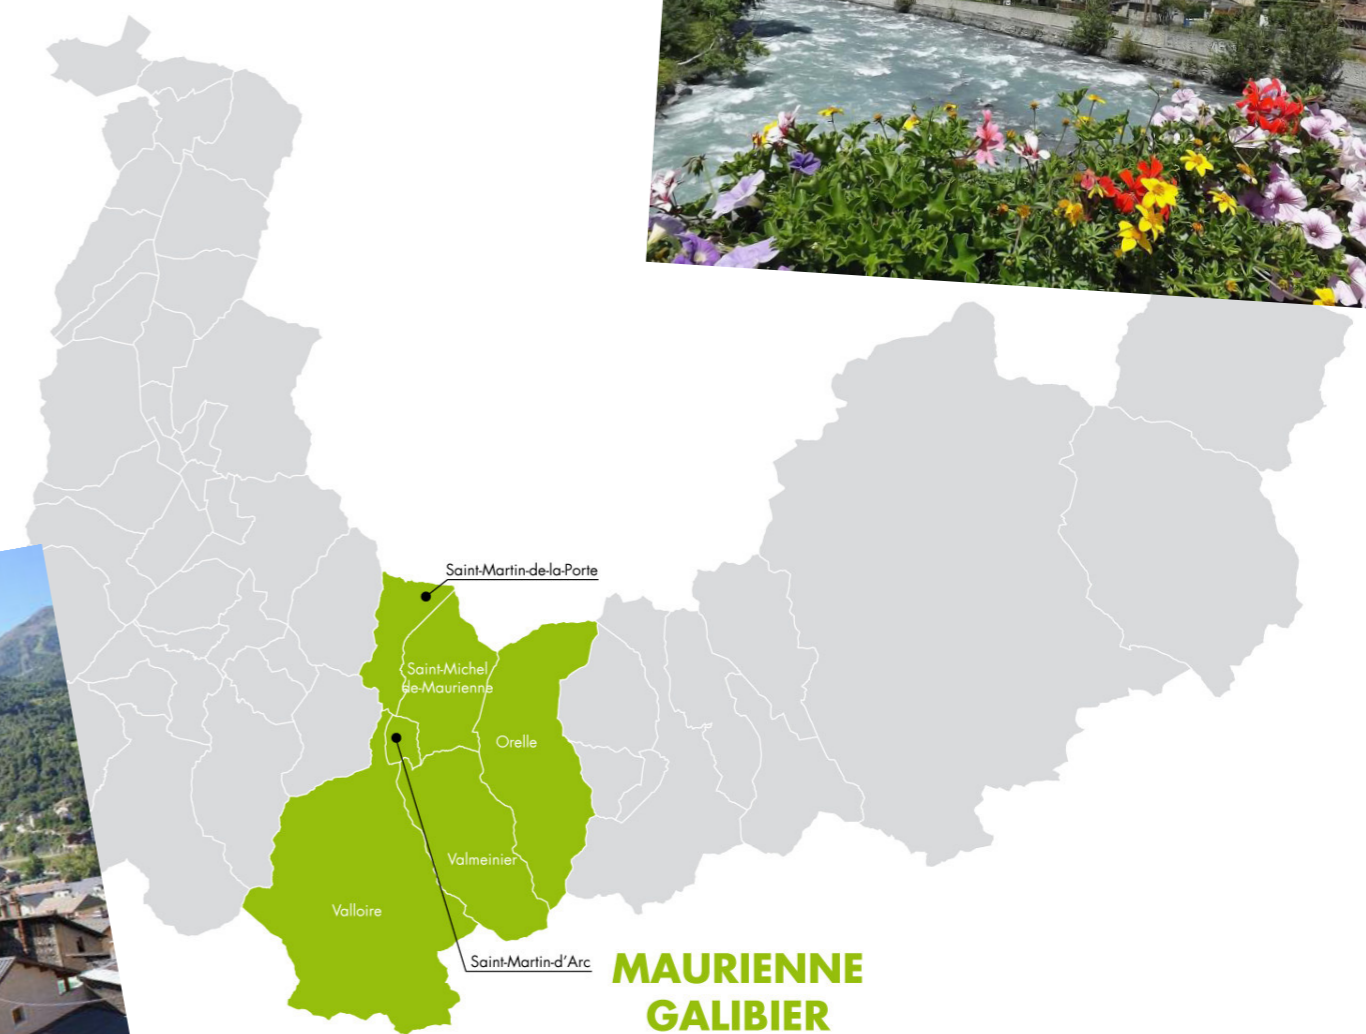 Saint-Martin-de-la-Porte
Saint-Michel
de-Maurienne
Orelle
Valmeinier
Valloire
Saint-Martin-d'Arc
MAURIENNE
GALIBIER